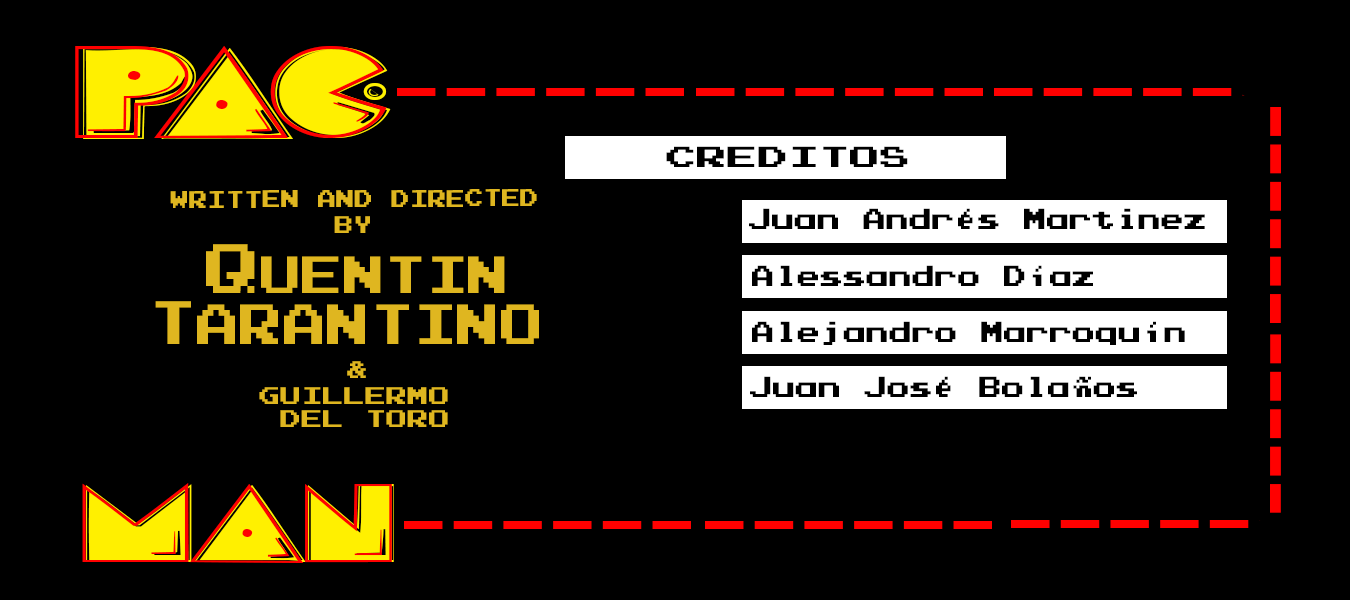 PAC
CREDITOS
WRITTEN AND DIRECTED
BY
QUENTIN
TARANTINO
&
GUILLERMO
DEL TORO
Juan Andrés Martinez
Alessandro Díaz
Alejandro Marroquín
Juan José Bolaños
MAN